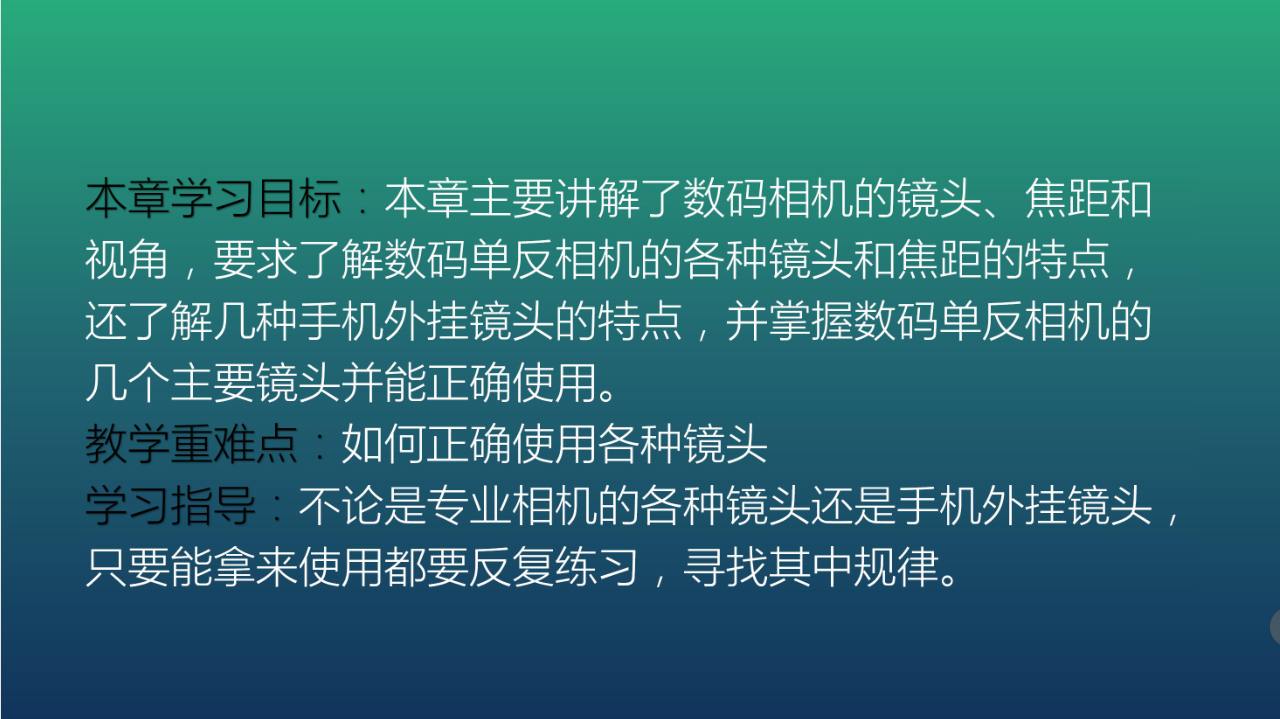 本章学习目标：本章主要讲解了数码相机的镜头、焦距和
视角，要求了解数码单反相机的各种镜头和焦距的特点，
还了解几种手机外挂镜头的特点，并掌握数码单反相机的
几个主要镜头并能正确使用。
教学重难点：如何正确使用各种镜头
学习指导：不论是专业相机的各种镜头还是手机外挂镜头，
只要能拿来使用都要反复练习，寻找其中规律。